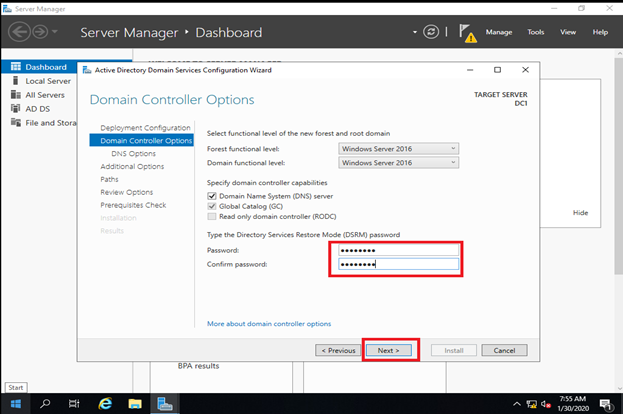 Server Manager
Server Manager • Dashboard
Manage Tools View Help
Dashboard
Local Server
All Servers
AD DS
File and Stora
Active Directory Domain Services Configuration Wizard
Domain Controller Options
TARGET SERVER
DC1
Deployment Configuration
Domain Controller Options
DNS Options
Additional Options
Paths
Review Options
Prerequisites Check
Installation
Results
Select functional level of the new forest and root domain
Forest functional level: Windows Server 2016
Domain functional level: Windows Server 2016
Specify domain controller capabilities
Domain Name System (DNS) server
Global Catalog (GC)
Read only domain controller (RODC)
Type the Directory Services Restore Mode (DSRM) password
Password: ••••••••
Confirm password: ••••••••
More about domain controller options
< Previous Next > Install Cancel
Hide
BPA results
Start
7:55 AM
1/30/2020
1